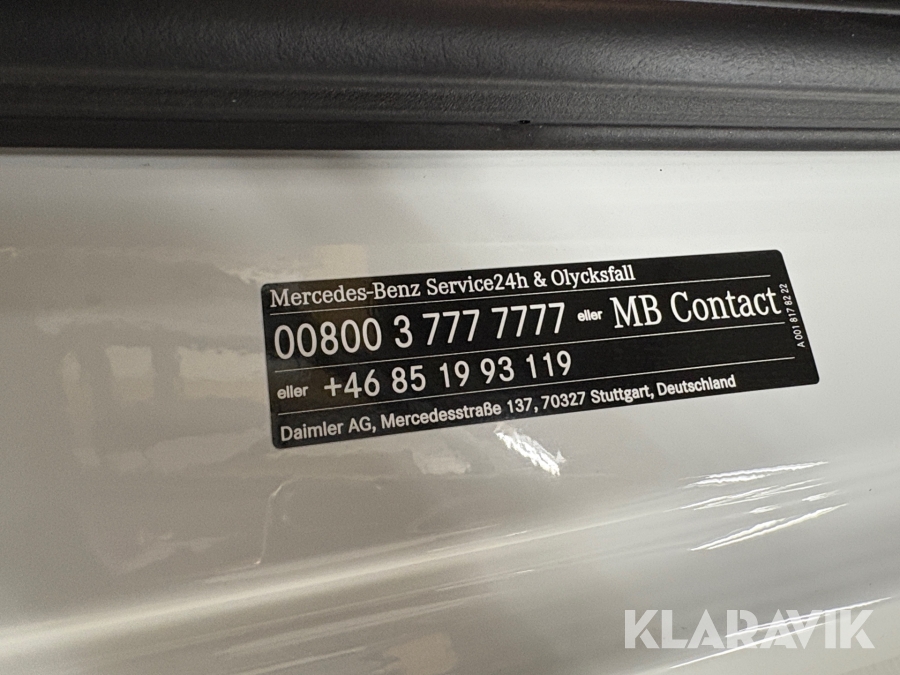 Mercedes-Benz Service24h & Olycksfall
00800 3 777 7777 eller MB Contact
eller +46 85 19 93 119
Daimler AG, Mercedesstraße 137, 70327 Stuttgart, Deutschland
A 001 817 82 22
KLARAVIK